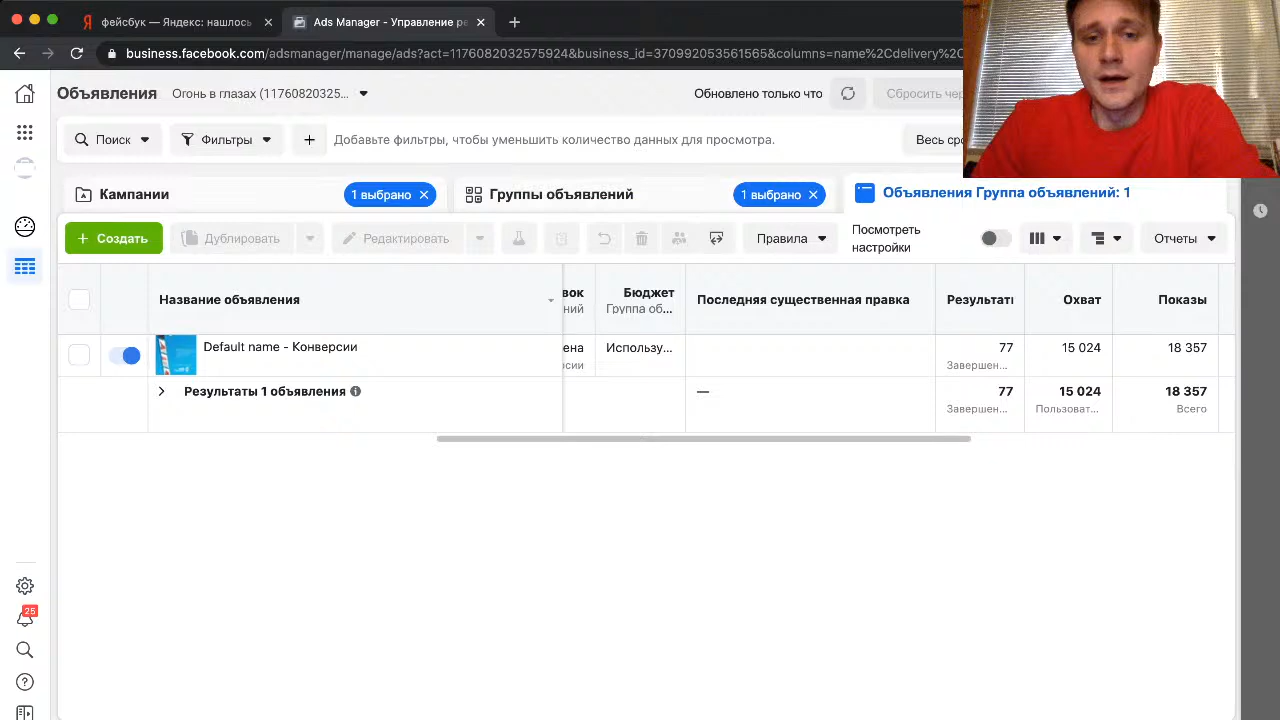 фейсбук — Яндекс: нашлось
Ads Manager - Управление ре
business.facebook.com/adsmanager/manage/ads?act=1176082032575324&business_id=370992053561565&columns=name%2Cdelivery%2C
Объявления
Огонь в глазах (11760820325...
Обновлено только что
Сбросить чер
Поиск
Фильтры
Добавьте фильтры, чтобы уменьшить количество данных для просмотра.
Весь сро
Кампании
1 выбрано
Группы объявлений
1 выбрано
Объявления Группа объявлений: 1
Создать
Дублировать
Редактировать
Правила
Посмотреть
настройки
Отчеты
Название объявления
вок
ний
Бюджет
Группа об...
Последняя существенная правка
Результаты
Охват
Показы
Default name - Конверсии
ена
рсии
Использу...
77
Завершен...
15 024
18 357
Результаты 1 объявления
—
77
Завершен...
15 024
Пользоват...
18 357
Всего
25